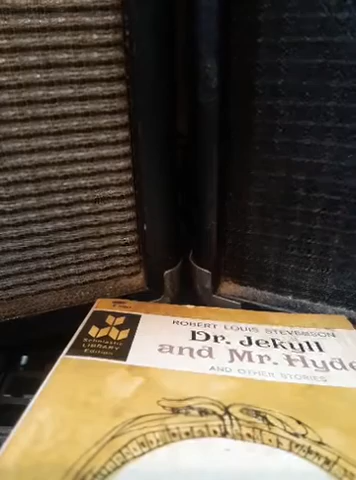 Scholastic
LIBRARY
Edition
ROBERT LOUIS STEVENSON
Dr. Jekyll
and Mr. Hyde
AND OTHER STORIES